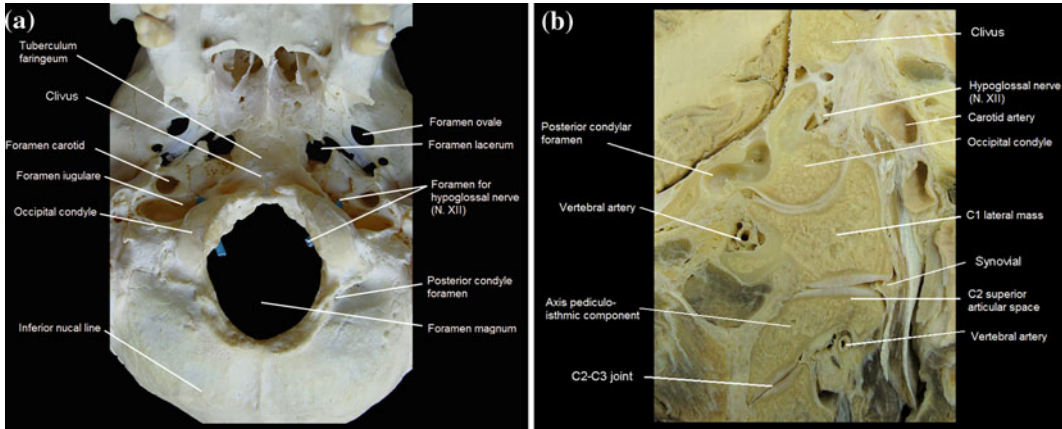 (a)
Tuberculum
faringeum
Clivus
Foramen carotid
Foramen iugulare
Occipital condyle
Inferior nucal line
Foramen ovale
Foramen lacerum
Foramen for
hypoglossal nerve
(N. XII)
Posterior condyle
foramen
Foramen magnum
(b)
Posterior condylar
foramen
Vertebral artery
Axis pediculo-
isthmic component
C2-C3 joint
Clivus
Hypoglossal nerve
(N. XII)
Carotid artery
Occipital condyle
C1 lateral mass
Synovial
C2 superior
articular space
Vertebral artery